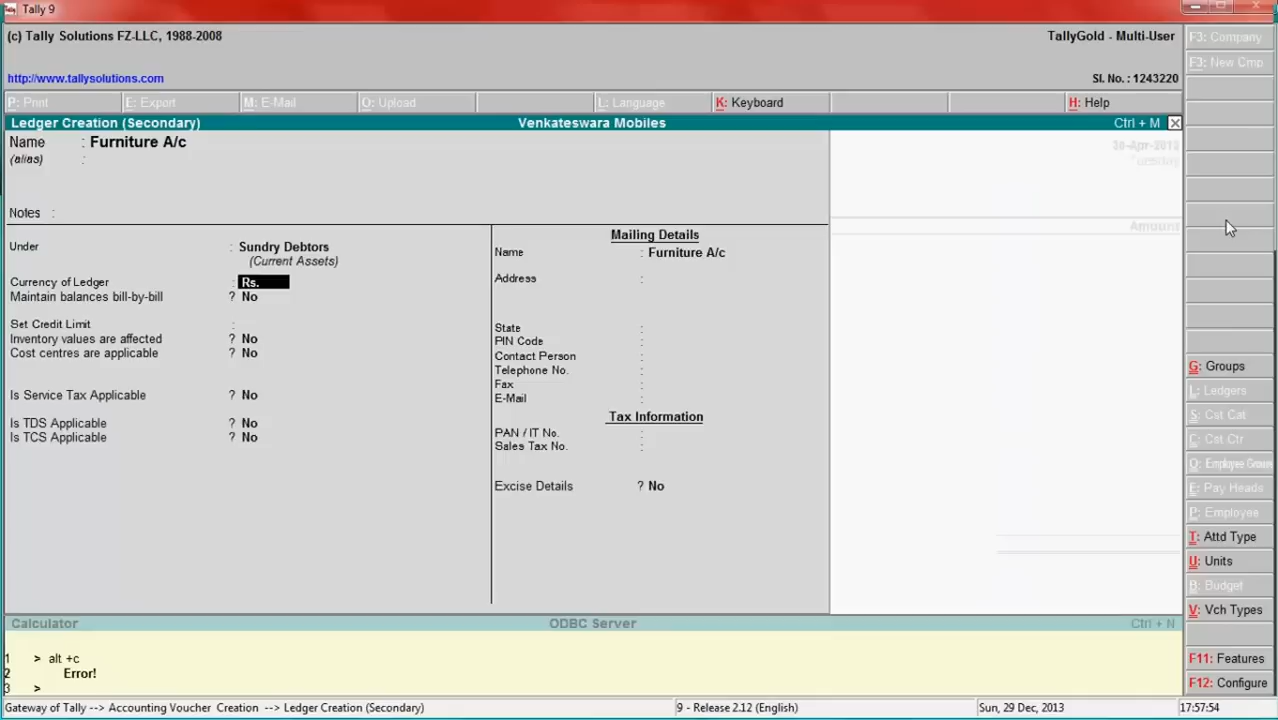 Tally 9
(c) Tally Solutions FZ-LLC, 1988-2008
TallyGold - Multi-User
http://www.tallysolutions.com
Sl. No. : 1243220
P: Print
E: Export
M: E-Mail
O: Upload
L: Language
K: Keyboard
H: Help
F3: Company
F3: New Cmp
Ledger Creation (Secondary)
Venkateswara Mobiles
Ctrl + M
Name : Furniture A/c
(alias) :
30-Apr-2013
Tuesday
Notes :
Amount
Under : Sundry Debtors
(Current Assets)
Currency of Ledger : Rs.
Maintain balances bill-by-bill ? No
Set Credit Limit :
Inventory values are affected ? No
Cost centres are applicable ? No
Is Service Tax Applicable ? No
Is TDS Applicable ? No
Is TCS Applicable ? No
Mailing Details
Name : Furniture A/c
Address :
State :
PIN Code :
Contact Person :
Telephone No. :
Fax :
E-Mail :
Tax Information
PAN / IT No. :
Sales Tax No. :
Excise Details ? No
G: Groups
L: Ledgers
S: Cst Cat
C: Cst Ctr
O: Employee Group
E: Pay Heads
P: Employee
T: Attd Type
U: Units
B: Budget
V: Vch Types
F11: Features
F12: Configure
Calculator
ODBC Server
Ctrl + N
1 > alt +c
2 Error!
3 >
Gateway of Tally --> Accounting Voucher Creation --> Ledger Creation (Secondary)
9 - Release 2.12 (English)
Sun, 29 Dec, 2013
17:57:54